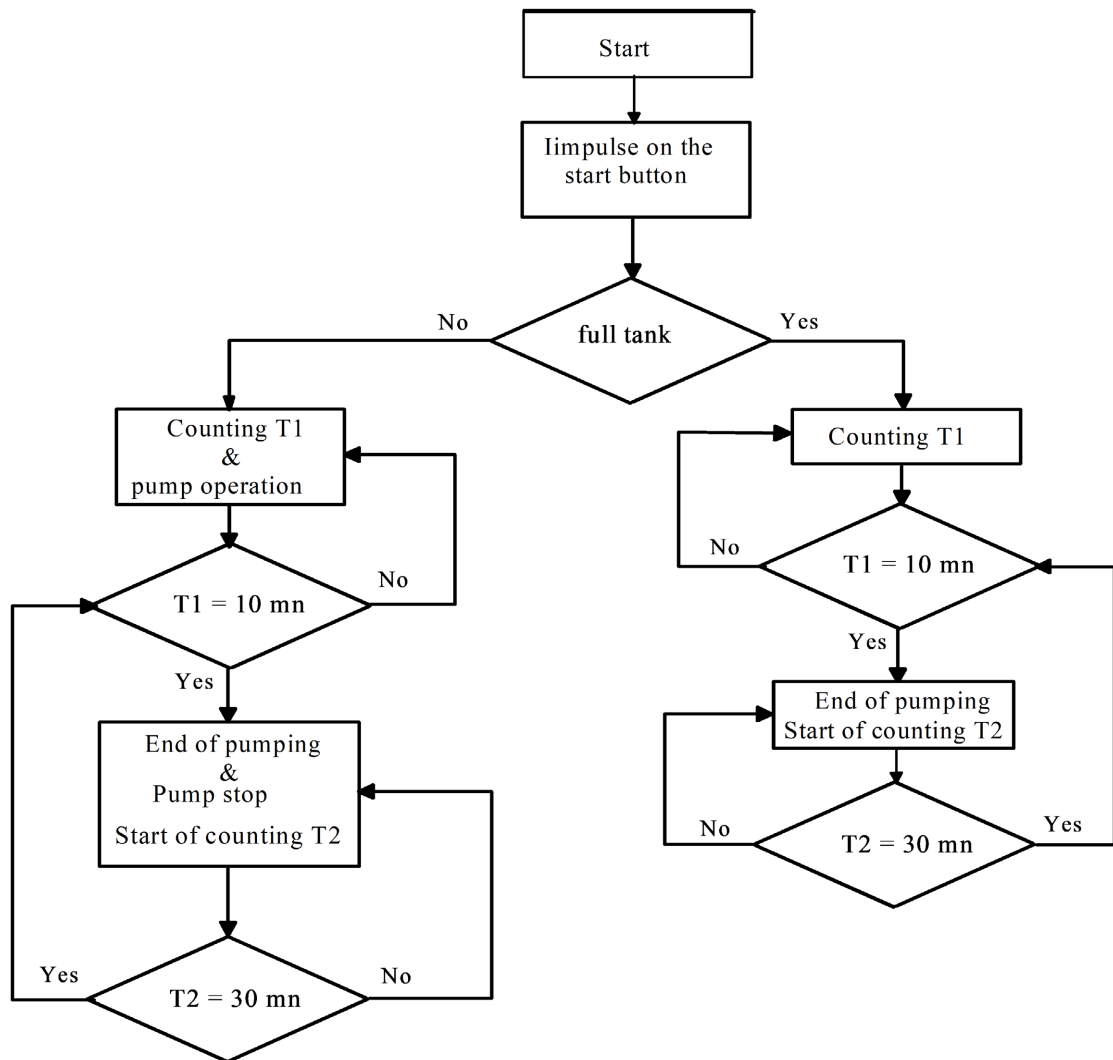 Start
Iimpulse on the
start button
full tank
No
Yes
Counting T1
&
pump operation
T1 = 10 mn
No
Yes
End of pumping
&
Pump stop
Start of counting T2
T2 = 30 mn
Yes
No
Counting T1
T1 = 10 mn
No
Yes
End of pumping
Start of counting T2
T2 = 30 mn
No
Yes